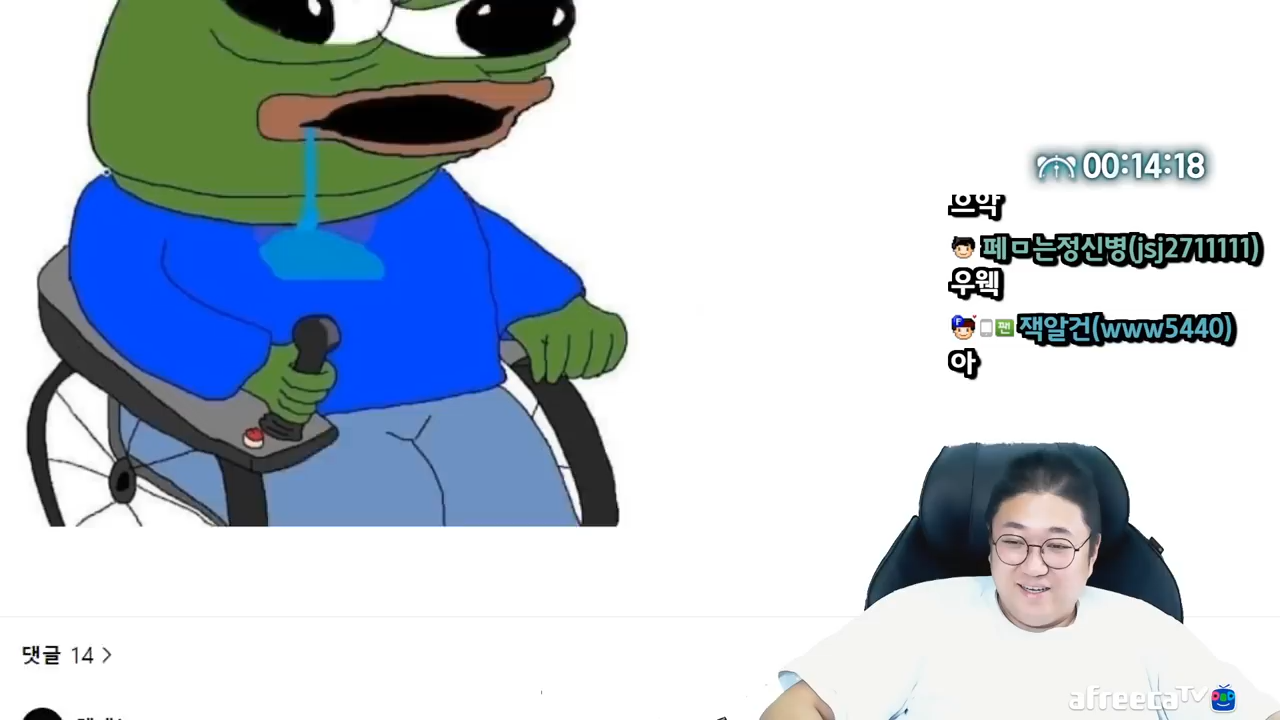 00:14:18
으악
페ㅁ는정신병(jsj2711111)
우웩
F 찐 잭알건(www5440)
아
댓글 14 >
afreecaTV